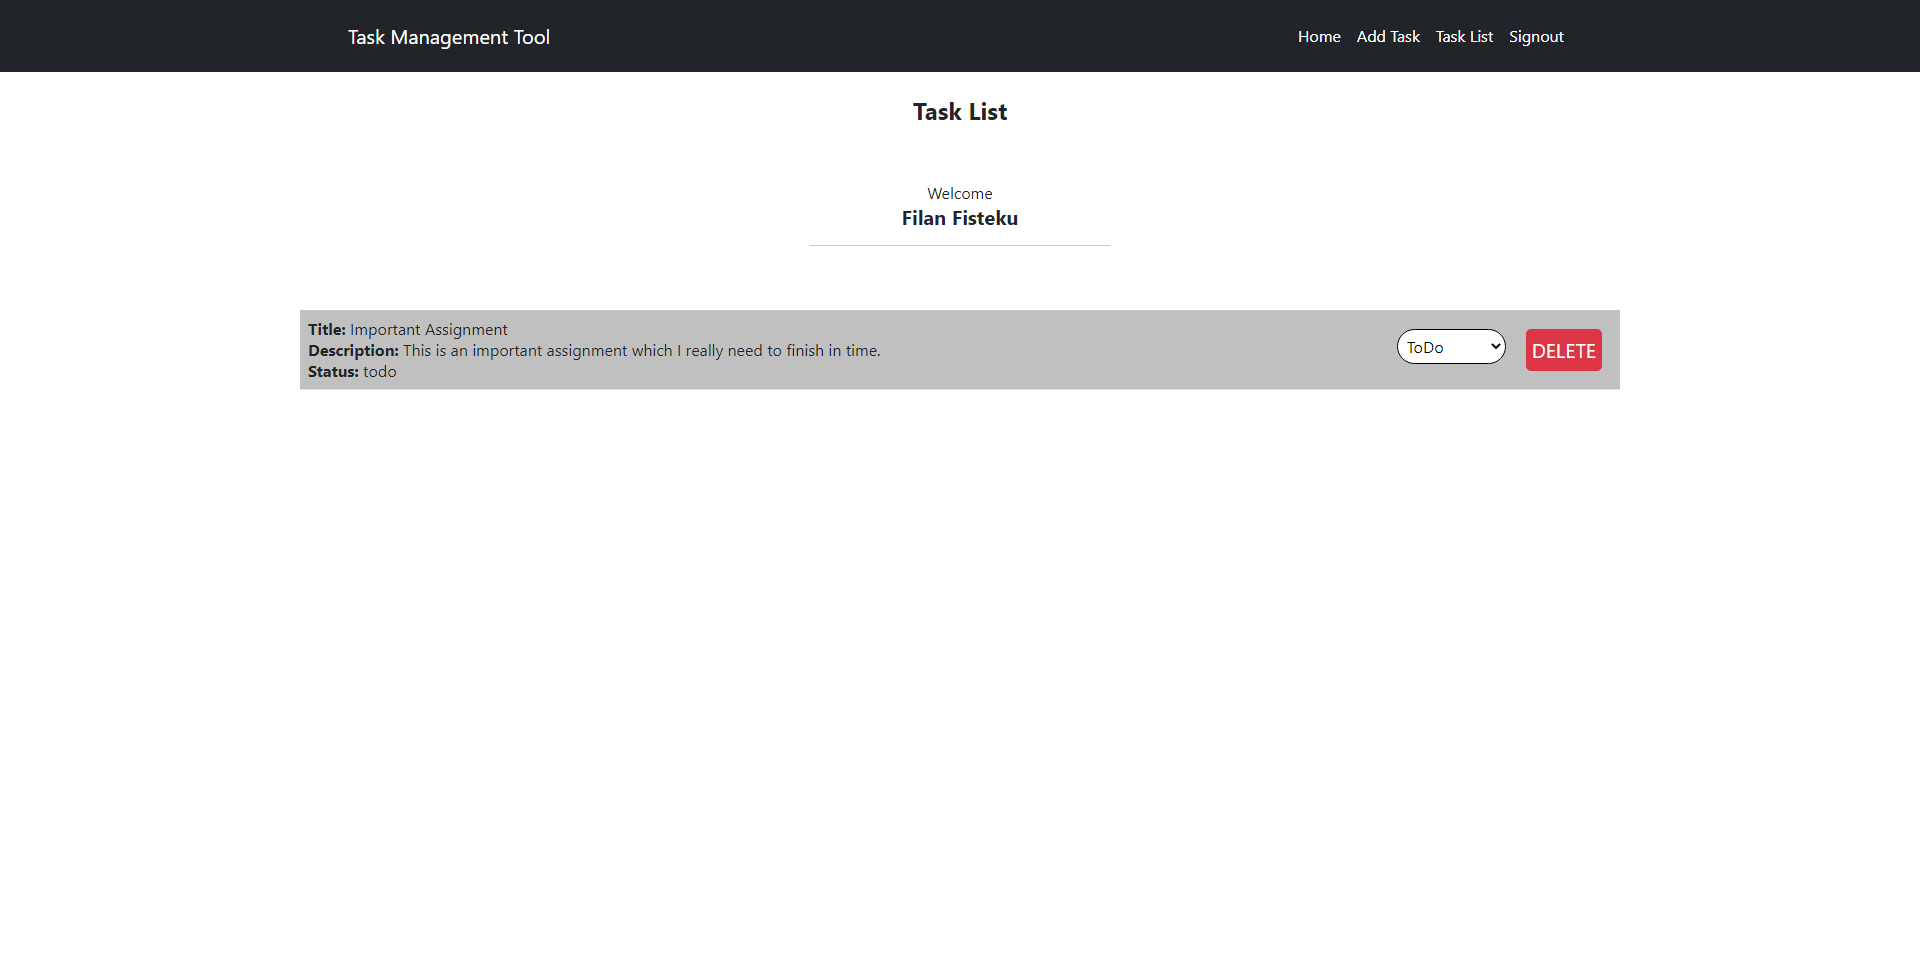 Task Management Tool
Home Add Task Task List Signout
Task List
Welcome
Filan Fisteku
Title: Important Assignment
Description: This is an important assignment which I really need to finish in time.
Status: todo
ToDo
DELETE